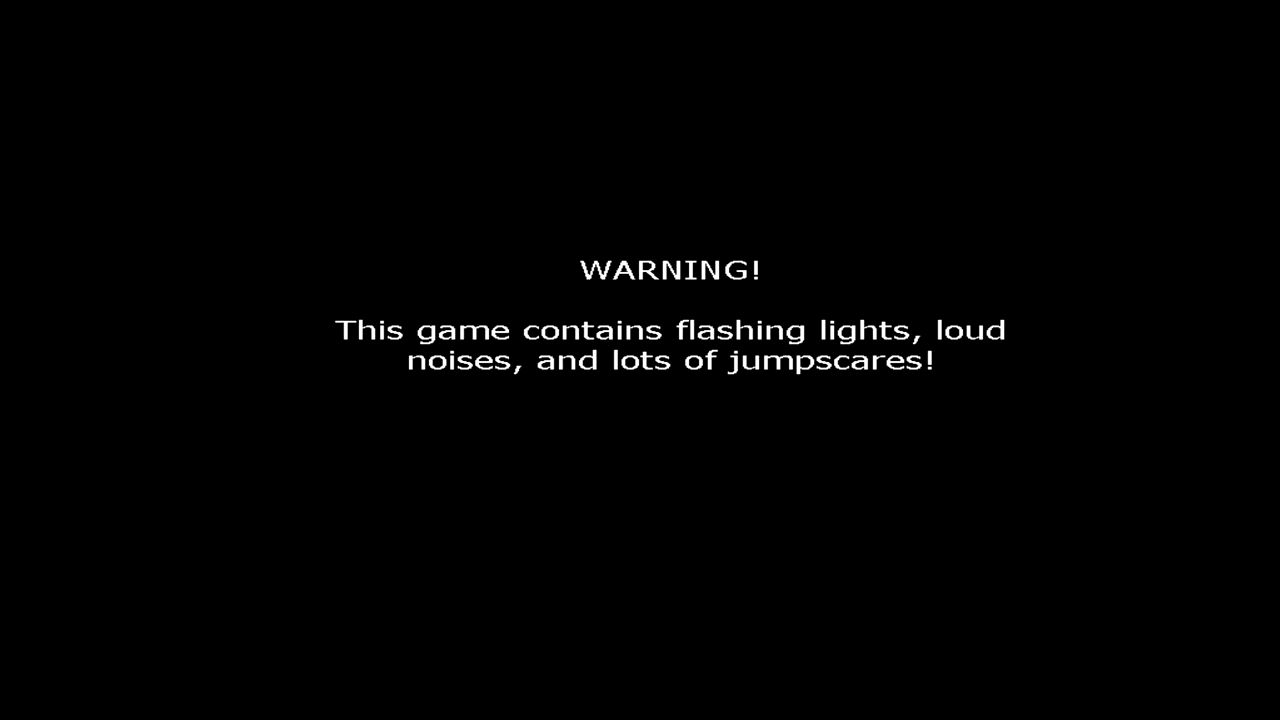 WARNING!
This game contains flashing lights, loud
noises, and lots of jumpscares!